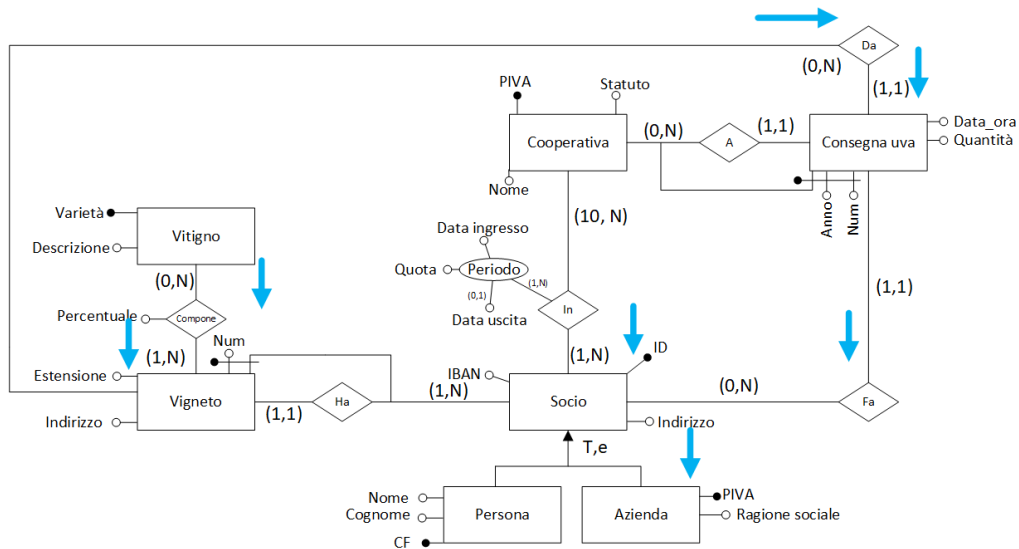 Da
(0,N)
(1,1)
PIVA
Statuto
Cooperativa
(0,N)
A
(1,1)
Consegna uva
Data_ora
Quantità
Nome
Anno
Num
Varietà
Vitigno
Descrizione
(0,N)
(10, N)
Data ingresso
Quota
Periodo
(1,N)
(0,1)
Data uscita
In
(1,1)
Percentuale
Compone
(1,N)
Num
(1,N)
ID
IBAN
Estensione
Vigneto
Indirizzo
(1,1)
Ha
(1,N)
Socio
(0,N)
Fa
Indirizzo
T,e
Nome
Cognome
CF
Persona
Azienda
PIVA
Ragione sociale